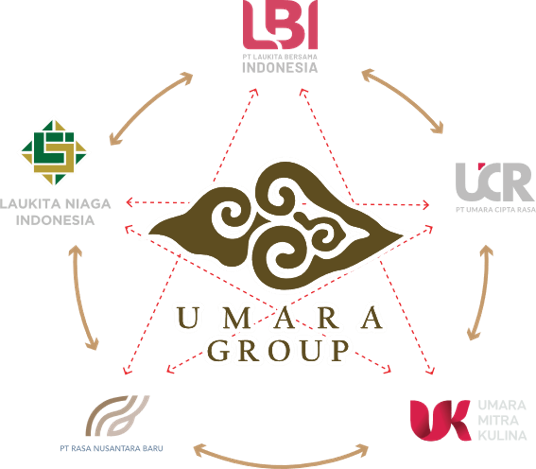 LBI
PT LAUKITA BERSAMA
INDONESIA
LAUKITA NIAGA
INDONESIA
UCR
PT UMARA CIPTA RASA
UMARA
GROUP
PT RASA NUSANTARA BARU
UK
UMARA
MITRA
KULINA